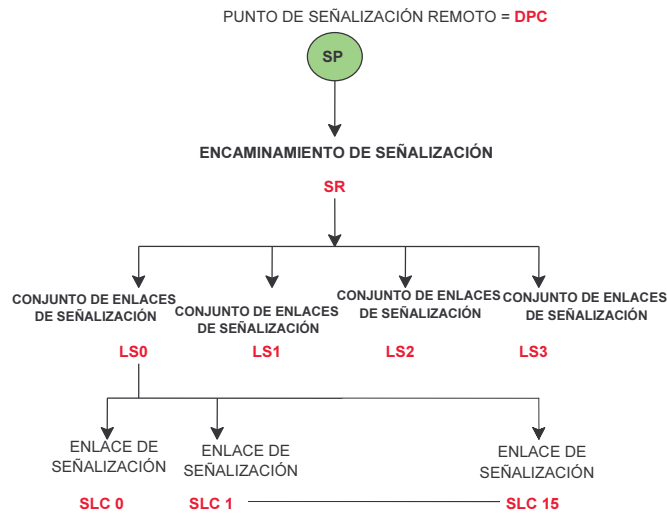 PUNTO DE SEÑALIZACIÓN REMOTO = DPC
SP
ENCAMINAMIENTO DE SEÑALIZACIÓN
SR
CONJUNTO DE ENLACES
DE SEÑALIZACIÓN
LS0
CONJUNTO DE ENLACES
DE SEÑALIZACIÓN
LS1
CONJUNTO DE ENLACES
DE SEÑALIZACIÓN
LS2
CONJUNTO DE ENLACES
DE SEÑALIZACIÓN
LS3
ENLACE DE
SEÑALIZACIÓN
SLC 0
ENLACE DE
SEÑALIZACIÓN
SLC 1
ENLACE DE
SEÑALIZACIÓN
SLC 15